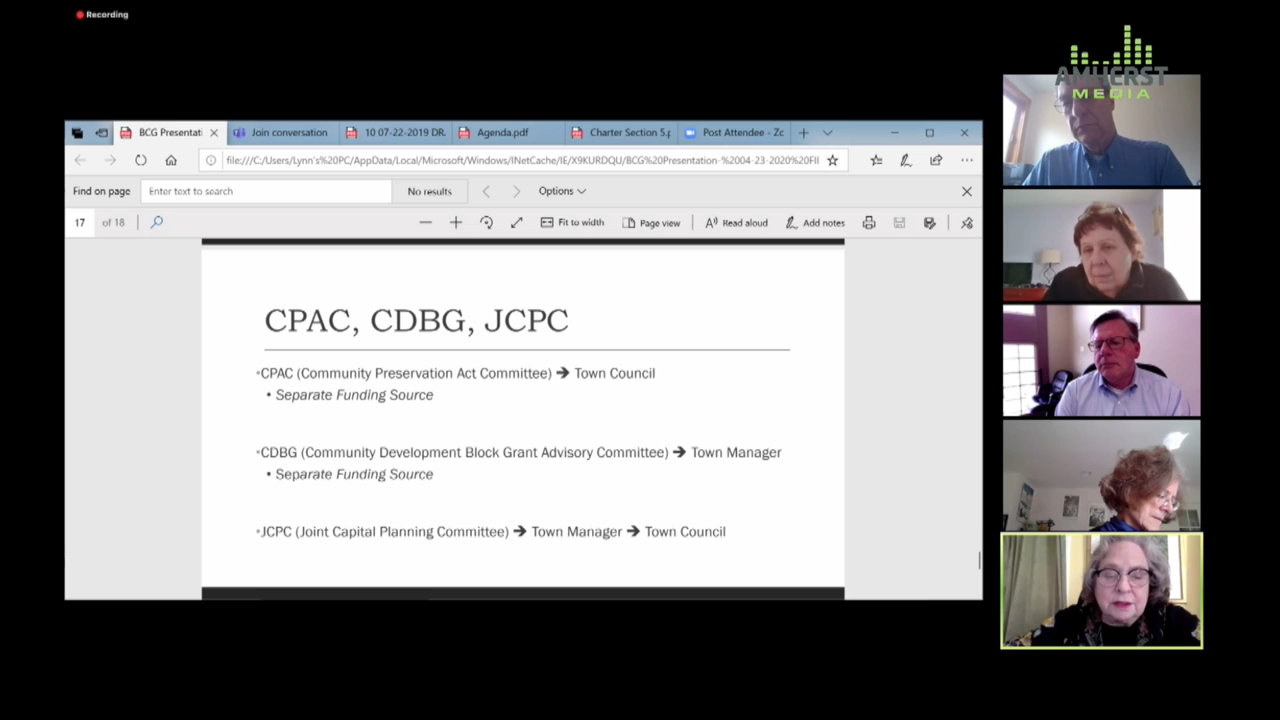 Recording
AMHERST
MEDIA
BCG Presentati
Join conversation
10 07-22-2019 DR.
Agenda.pdf
Charter Section 5.p
Post Attendee - Zc
file:///C:/Users/Lynn's%20PC/AppData/Local/Microsoft/Windows/INetCache/IE/X9KURDQU/BCG%20Presentation-%2004-23-2020%20FII
Find on page
Enter text to search
No results
Options
17 of 18
Fit to width
Page view
Read aloud
Add notes
CPAC, CDBG, JCPC
•CPAC (Community Preservation Act Committee) ➔ Town Council
• Separate Funding Source
•CDBG (Community Development Block Grant Advisory Committee) ➔ Town Manager
• Separate Funding Source
•JCPC (Joint Capital Planning Committee) ➔ Town Manager ➔ Town Council